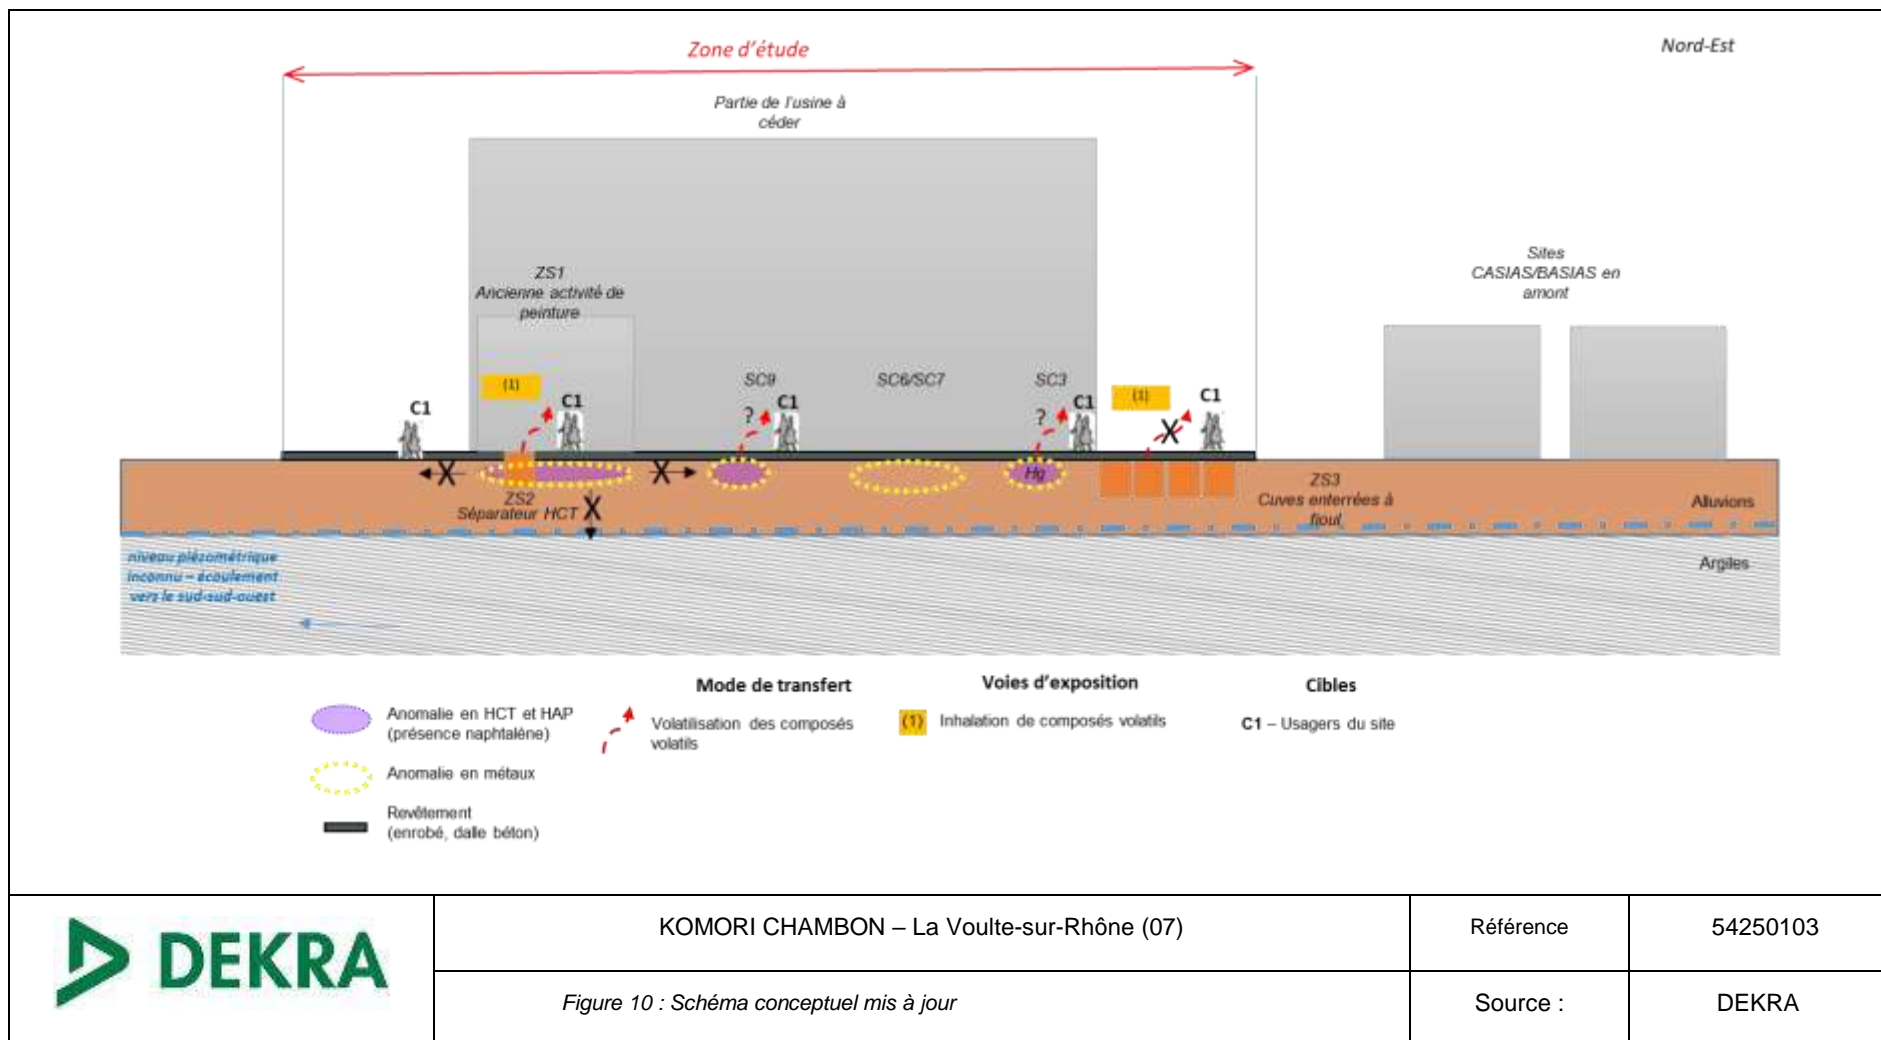 Zone d'étude
Nord-Est
Partie de l'usine à
céder
Sites
CASIAS/BASIAS en
amont
ZS1
Ancienne activité de
peinture
(1)
C1
C1
SC9
?
C1
SC6/SC7
SC3
?
C1
(1)
C1
X
X
X
Hg
ZS2
Séparateur HCT
X
ZS3
Cuves enterrées à
fioul
Alluvions
niveau piézométrique
inconnu – écoulement
vers le sud-sud-ouest
Argiles
Mode de transfert
Voies d'exposition
Cibles
Anomalie en HCT et HAP
(présence naphtalène)
Volatilisation des composés
volatils
(1) Inhalation de composés volatils
C1 – Usagers du site
Anomalie en métaux
Revêtement
(enrobé, dalle béton)
DEKRA
KOMORI CHAMBON – La Voulte-sur-Rhône (07)
Référence
54250103
Figure 10 : Schéma conceptuel mis à jour
Source :
DEKRA